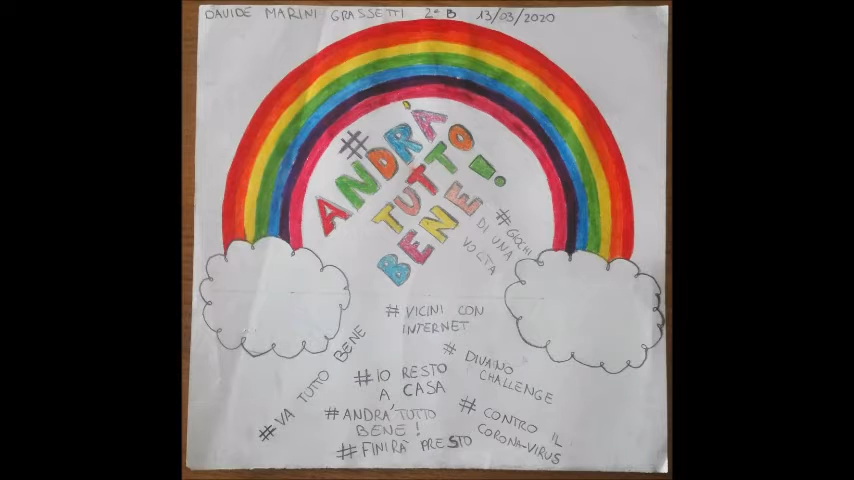 DAVIDE MARINI GRASSETTI 2ª B 13/03/2020
#
ANDRÀ
TUTTO
BENE!
# GIOCHI
DI UNA
VOLTA
# VICINI CON
INTERNET
# DIVANO
CHALLENGE
# VA TUTTO BENE
# IO RESTO
A CASA
# ANDRA' TUTTO
BENE!
# CONTRO IL
CORONA-VIRUS
# FINIRÀ PRESTO